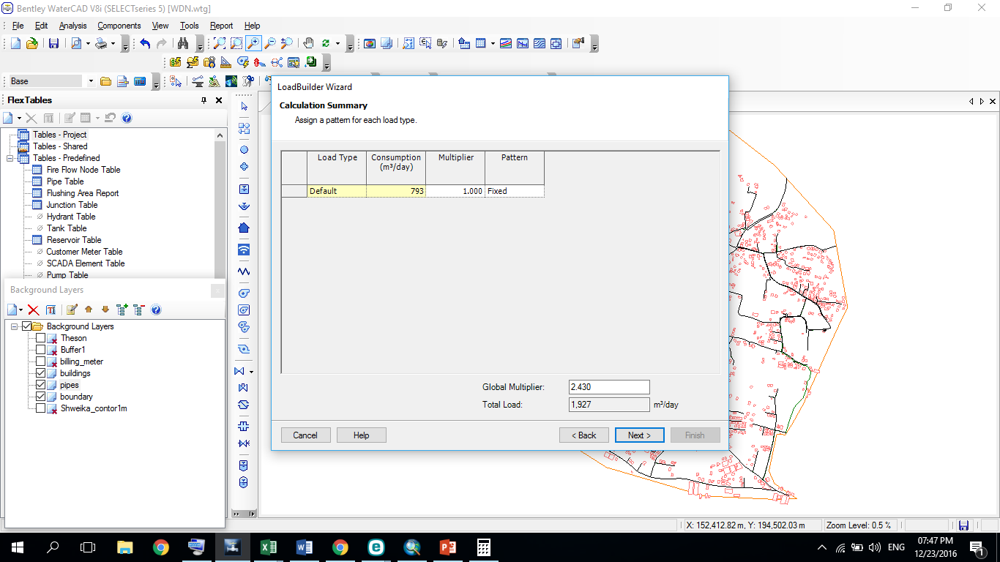 Bentley WaterCAD V8i (SELECTseries 5) [WDN.wtg]
File Edit Analysis Components View Tools Report Help
Base
FlexTables
Tables - Project
Tables - Shared
Tables - Predefined
Fire Flow Node Table
Pipe Table
Flushing Area Report
Junction Table
Hydrant Table
Tank Table
Reservoir Table
Customer Meter Table
SCADA Element Table
Pump Table
Background Layers
Background Layers
Theson
Buffer1
billing_meter
buildings
pipes
boundary
Shweika_contor1m
LoadBuilder Wizard
Calculation Summary
Assign a pattern for each load type.
Load Type Consumption (m³/day) Multiplier Pattern
Default 793 1.000 Fixed
Global Multiplier: 2.430
Total Load: 1,927 m³/day
Cancel Help < Back Next > Finish
X: 152,412.82 m, Y: 194,502.03 m Zoom Level: 0.5 %
ENG
07:47 PM
12/23/2016
1